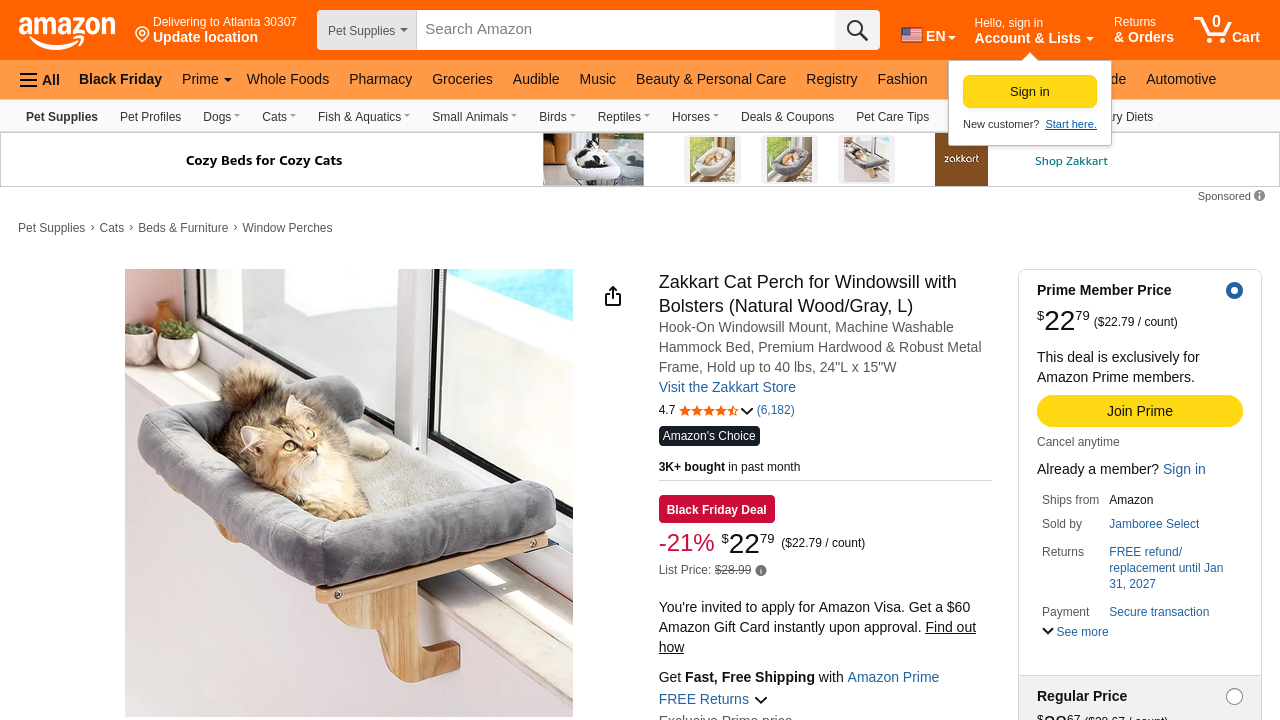 amazon
Delivering to Atlanta 30307
Update location
Pet Supplies
Search Amazon
EN
Hello, sign in
Account & Lists
Returns
& Orders
0
Cart
All
Black Friday
Prime
Whole Foods
Pharmacy
Groceries
Audible
Music
Beauty & Personal Care
Registry
Fashion
de
Automotive
Sign in
New customer? Start here.
Pet Supplies
Pet Profiles
Dogs
Cats
Fish & Aquatics
Small Animals
Birds
Reptiles
Horses
Deals & Coupons
Pet Care Tips
ry Diets
Cozy Beds for Cozy Cats
zakkart
Shop Zakkart
Sponsored
Pet Supplies › Cats › Beds & Furniture › Window Perches
Zakkart Cat Perch for Windowsill with
Bolsters (Natural Wood/Gray, L)
Hook-On Windowsill Mount, Machine Washable
Hammock Bed, Premium Hardwood & Robust Metal
Frame, Hold up to 40 lbs, 24"L x 15"W
Visit the Zakkart Store
4.7 (6,182)
Amazon's Choice
3K+ bought in past month
Black Friday Deal
-21% $22 79 ($22.79 / count)
List Price: $28.99
You're invited to apply for Amazon Visa. Get a $60
Amazon Gift Card instantly upon approval. Find out
how
Get Fast, Free Shipping with Amazon Prime
FREE Returns
Exclusive Prime price
Prime Member Price
$22 79 ($22.79 / count)
This deal is exclusively for
Amazon Prime members.
Join Prime
Cancel anytime
Already a member? Sign in
Ships from Amazon
Sold by Jamboree Select
Returns FREE refund/
replacement until Jan
31, 2027
Payment Secure transaction
See more
Regular Price
$28 67 ($28.67 / count)